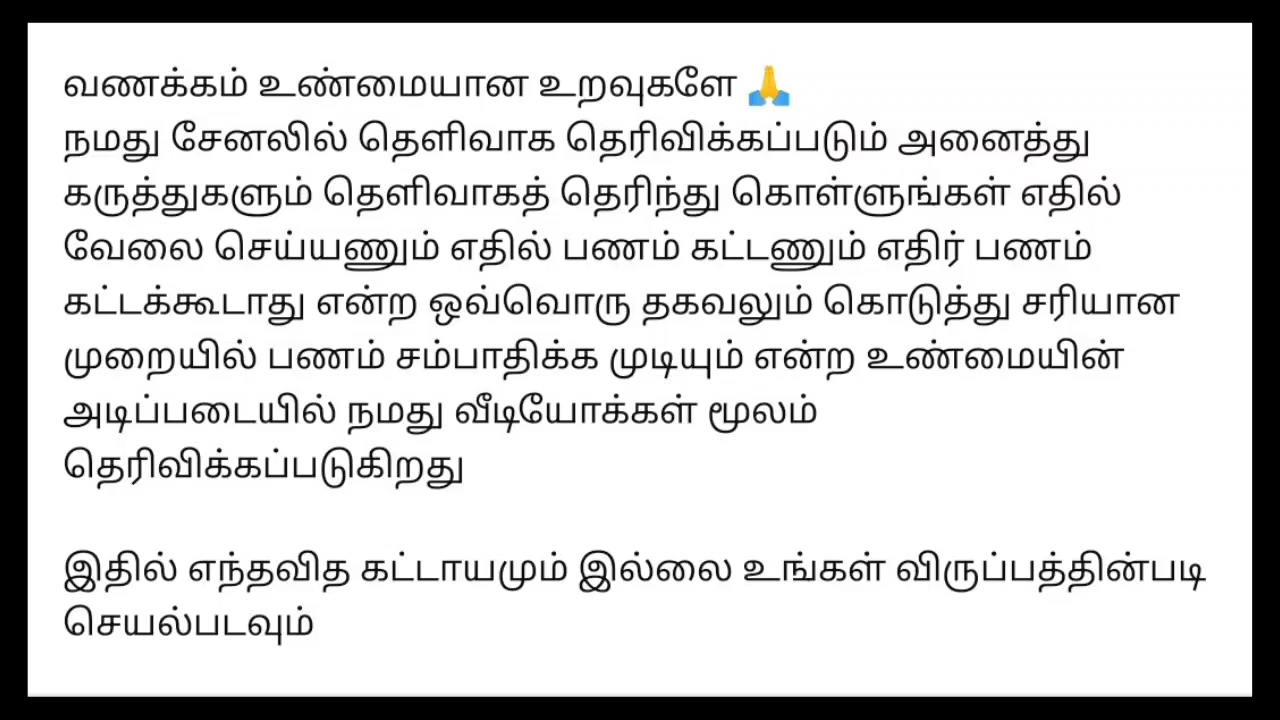 வணக்கம் உண்மையான உறவுகளே 🙏
நமது சேனலில் தெளிவாக தெரிவிக்கப்படும் அனைத்து
கருத்துகளும் தெளிவாகத் தெரிந்து கொள்ளுங்கள் எதில்
வேலை செய்யணும் எதில் பணம் கட்டணும் எதிர் பணம்
கட்டக்கூடாது என்ற ஒவ்வொரு தகவலும் கொடுத்து சரியான
முறையில் பணம் சம்பாதிக்க முடியும் என்ற உண்மையின்
அடிப்படையில் நமது வீடியோக்கள் மூலம்
தெரிவிக்கப்படுகிறது
இதில் எந்தவித கட்டாயமும் இல்லை உங்கள் விருப்பத்தின்படி
செயல்படவும்